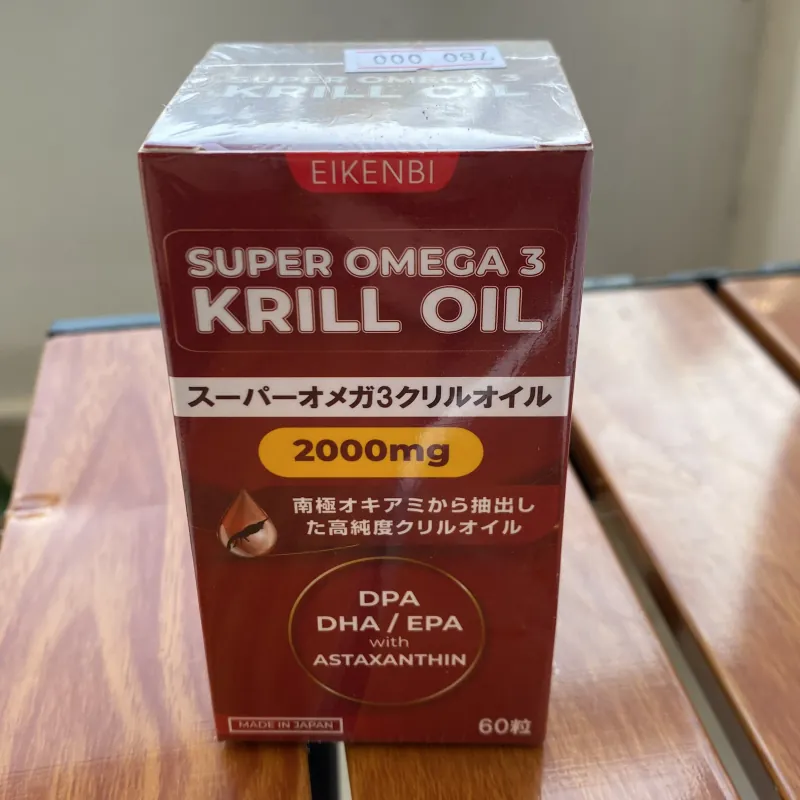 780 000
SUPER OMEGA 3
KRILL OIL
EIKENBI
SUPER OMEGA 3
KRILL OIL
スーパーオメガ3クリルオイル
2000mg
南極オキアミから抽出し
た高純度クリルオイル
DPA
DHA / EPA
with
ASTAXANTHIN
MADE IN JAPAN
60粒